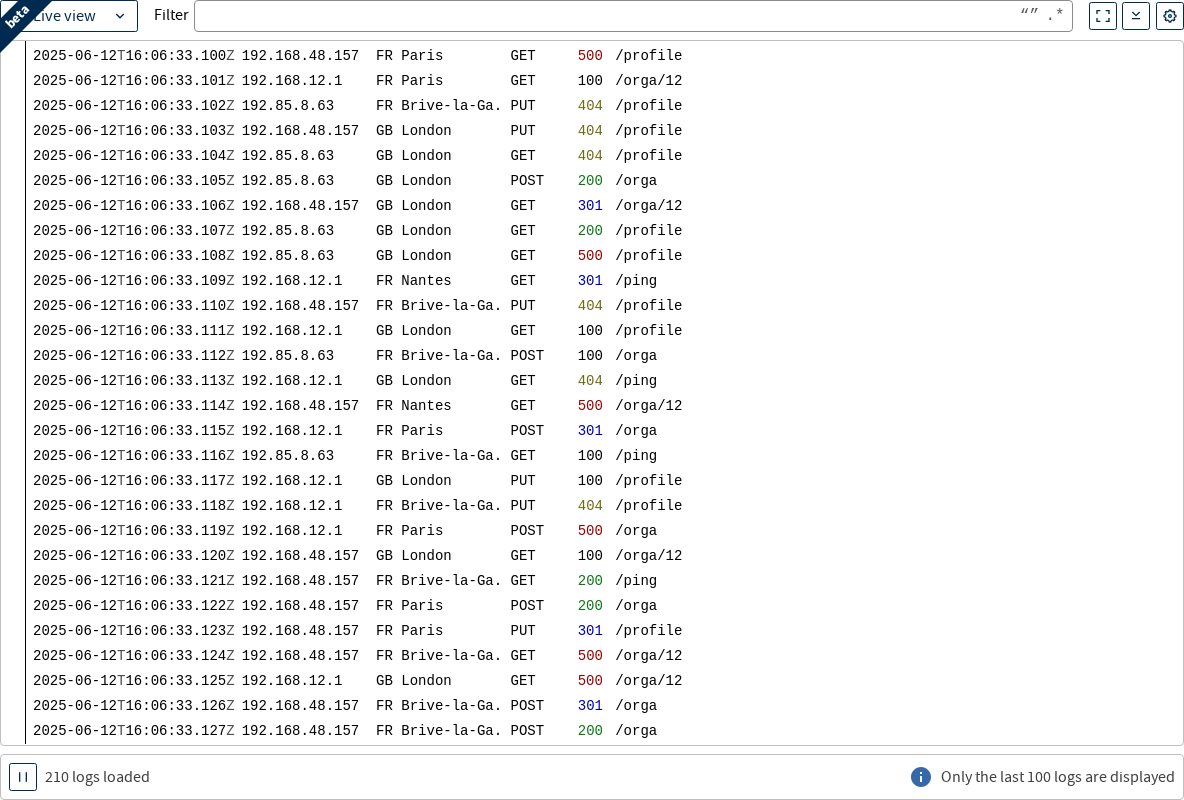 beta
Live view
Filter
“” .*
2025-06-12T16:06:33.100Z 192.168.48.157 FR Paris GET 500 /profile
2025-06-12T16:06:33.101Z 192.168.12.1 FR Paris GET 100 /orga/12
2025-06-12T16:06:33.102Z 192.85.8.63 FR Brive-la-Ga. PUT 404 /profile
2025-06-12T16:06:33.103Z 192.168.48.157 GB London PUT 404 /profile
2025-06-12T16:06:33.104Z 192.85.8.63 GB London GET 404 /profile
2025-06-12T16:06:33.105Z 192.85.8.63 GB London POST 200 /orga
2025-06-12T16:06:33.106Z 192.168.48.157 GB London GET 301 /orga/12
2025-06-12T16:06:33.107Z 192.85.8.63 GB London GET 200 /profile
2025-06-12T16:06:33.108Z 192.85.8.63 GB London GET 500 /profile
2025-06-12T16:06:33.109Z 192.168.12.1 FR Nantes GET 301 /ping
2025-06-12T16:06:33.110Z 192.168.48.157 FR Brive-la-Ga. PUT 404 /profile
2025-06-12T16:06:33.111Z 192.168.12.1 GB London GET 100 /profile
2025-06-12T16:06:33.112Z 192.85.8.63 FR Brive-la-Ga. POST 100 /orga
2025-06-12T16:06:33.113Z 192.168.12.1 GB London GET 404 /ping
2025-06-12T16:06:33.114Z 192.168.48.157 FR Nantes GET 500 /orga/12
2025-06-12T16:06:33.115Z 192.168.12.1 FR Paris POST 301 /orga
2025-06-12T16:06:33.116Z 192.85.8.63 FR Brive-la-Ga. GET 100 /ping
2025-06-12T16:06:33.117Z 192.168.12.1 GB London PUT 100 /profile
2025-06-12T16:06:33.118Z 192.168.12.1 FR Brive-la-Ga. PUT 404 /profile
2025-06-12T16:06:33.119Z 192.168.12.1 FR Paris POST 500 /orga
2025-06-12T16:06:33.120Z 192.168.48.157 GB London GET 100 /orga/12
2025-06-12T16:06:33.121Z 192.168.48.157 FR Brive-la-Ga. GET 200 /ping
2025-06-12T16:06:33.122Z 192.168.48.157 FR Paris POST 200 /orga
2025-06-12T16:06:33.123Z 192.168.48.157 FR Paris PUT 301 /profile
2025-06-12T16:06:33.124Z 192.168.48.157 FR Brive-la-Ga. GET 500 /orga/12
2025-06-12T16:06:33.125Z 192.168.12.1 GB London GET 500 /orga/12
2025-06-12T16:06:33.126Z 192.168.48.157 FR Brive-la-Ga. POST 301 /orga
2025-06-12T16:06:33.127Z 192.168.48.157 FR Brive-la-Ga. POST 200 /orga
210 logs loaded
Only the last 100 logs are displayed